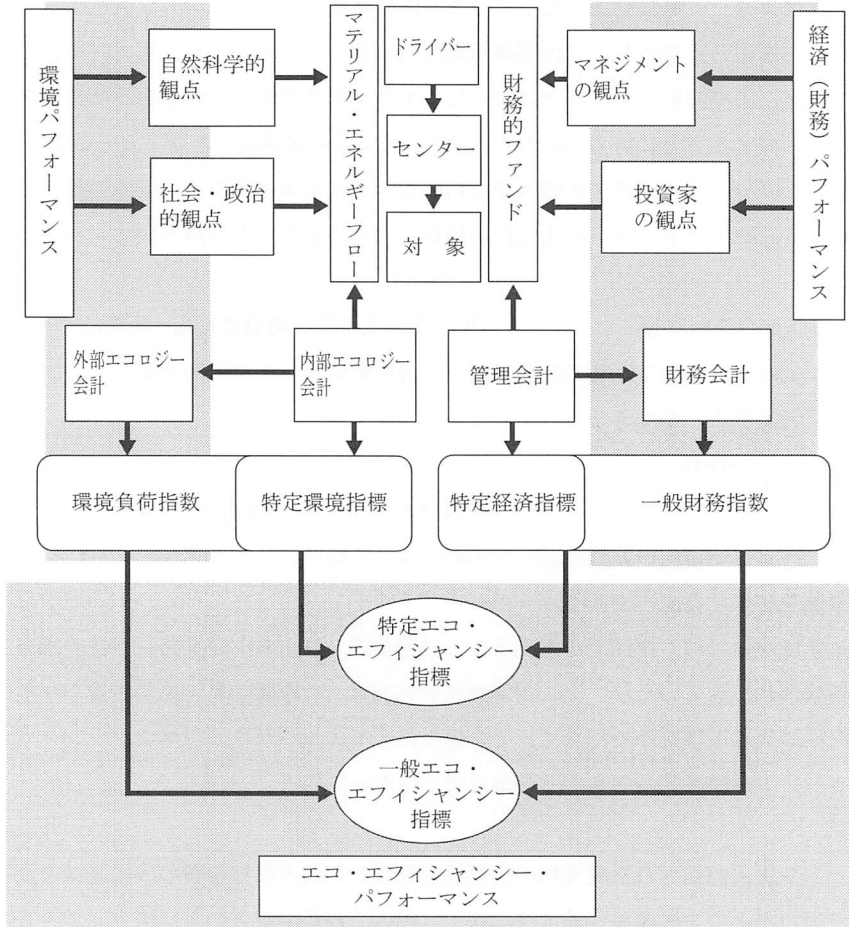 環境パフォーマンス
自然科学的
観点
社会・政治
的観点
マテリアル・エネルギーフロー
ドライバー
センター
対　象
財務的ファンド
マネジメント
の観点
投資家
の観点
経済（財務）パフォーマンス
外部エコロジー
会計
内部エコロジー
会計
管理会計
財務会計
環境負荷指数
特定環境指標
特定経済指標
一般財務指数
特定エコ・
エフィシャンシー
指標
一般エコ・
エフィシャンシー
指標
エコ・エフィシャンシー・
パフォーマンス